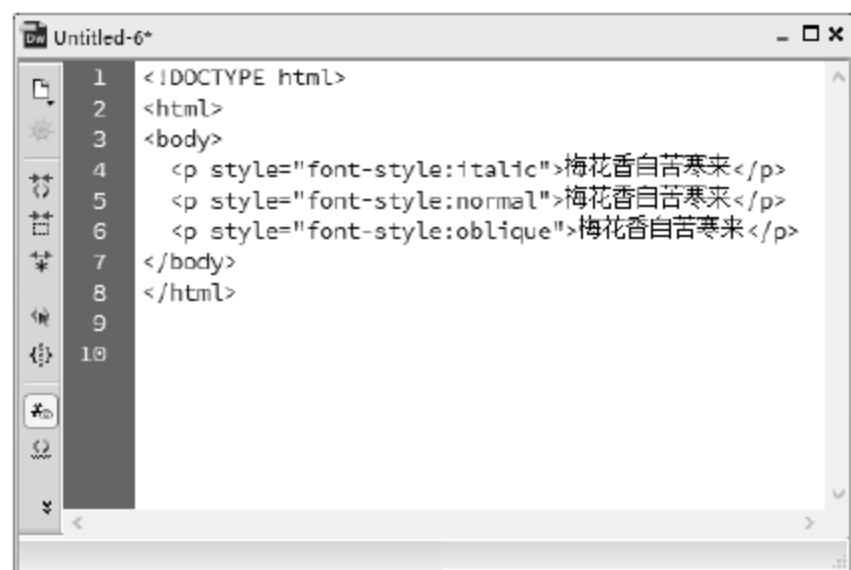 Dw Untitled-6*
1 <!DOCTYPE html>
2 <html>
3 <body>
4 <p style="font-style:italic">梅花香自苦寒来</p>
5 <p style="font-style:normal">梅花香自苦寒来</p>
6 <p style="font-style:oblique">梅花香自苦寒来</p>
7 </body>
8 </html>
9
10